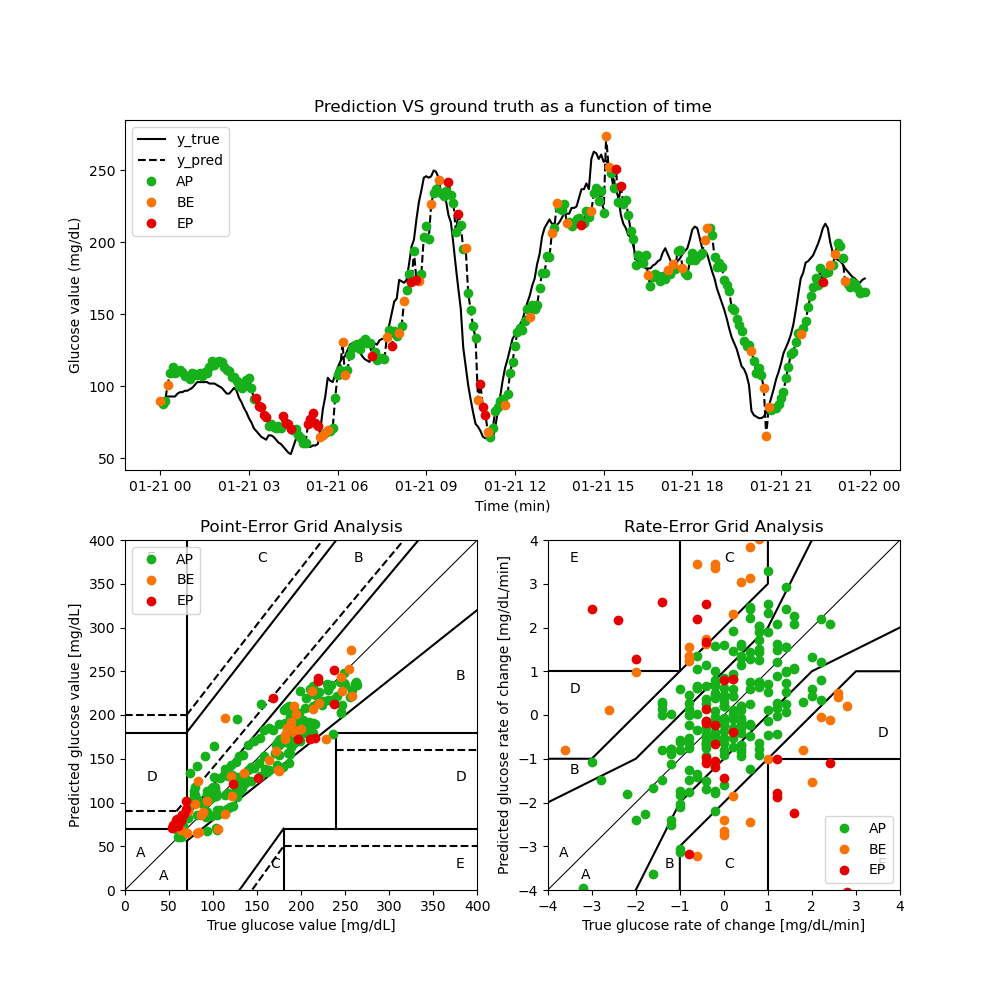 Prediction VS ground truth as a function of time
Glucose value (mg/dL)
250
200
150
100
50
y_true
y_pred
AP
BE
EP
01-21 00 01-21 03 01-21 06 01-21 09 01-21 12 01-21 15 01-21 18 01-21 21 01-22 00
Time (min)
Point-Error Grid Analysis
Predicted glucose value [mg/dL]
400
350
300
250
200
150
100
50
0
AP
BE
EP
C
B
B
D
D
A
A
C
E
0 50 100 150 200 250 300 350 400
True glucose value [mg/dL]
Rate-Error Grid Analysis
Predicted glucose rate of change [mg/dL/min]
4
3
2
1
0
−1
−2
−3
−4
E
C
D
D
B
A
A
B
C
AP
BE
EP
−4 −3 −2 −1 0 1 2 3 4
True glucose rate of change [mg/dL/min]